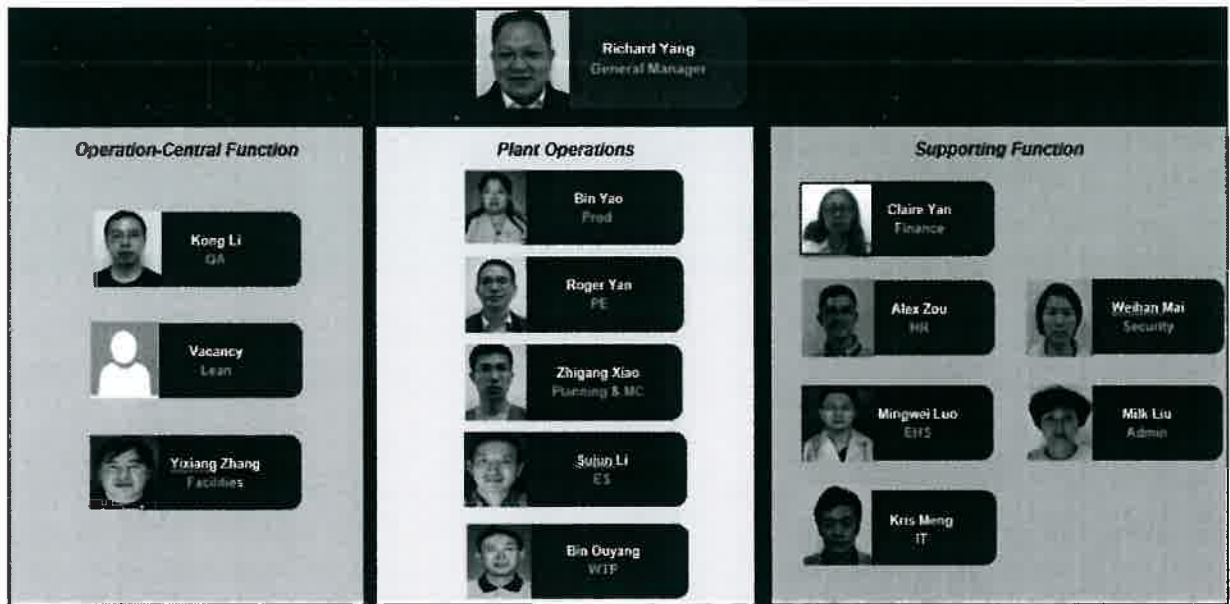 Richard Yang
General Manager
Operation-Central Function
Kong Li
QA
Vacancy
Lean
Yixiang Zhang
Facilities
Plant Operations
Bin Yao
Prod
Roger Yan
PE
Zhigang Xiao
Planning & MC
Sujun Li
ES
Bin Ouyang
WTP
Supporting Function
Claire Yan
Finance
Alex Zou
HR
Weihan Mai
Security
Mingwei Luo
EHS
Milk Liu
Admin
Kris Meng
IT